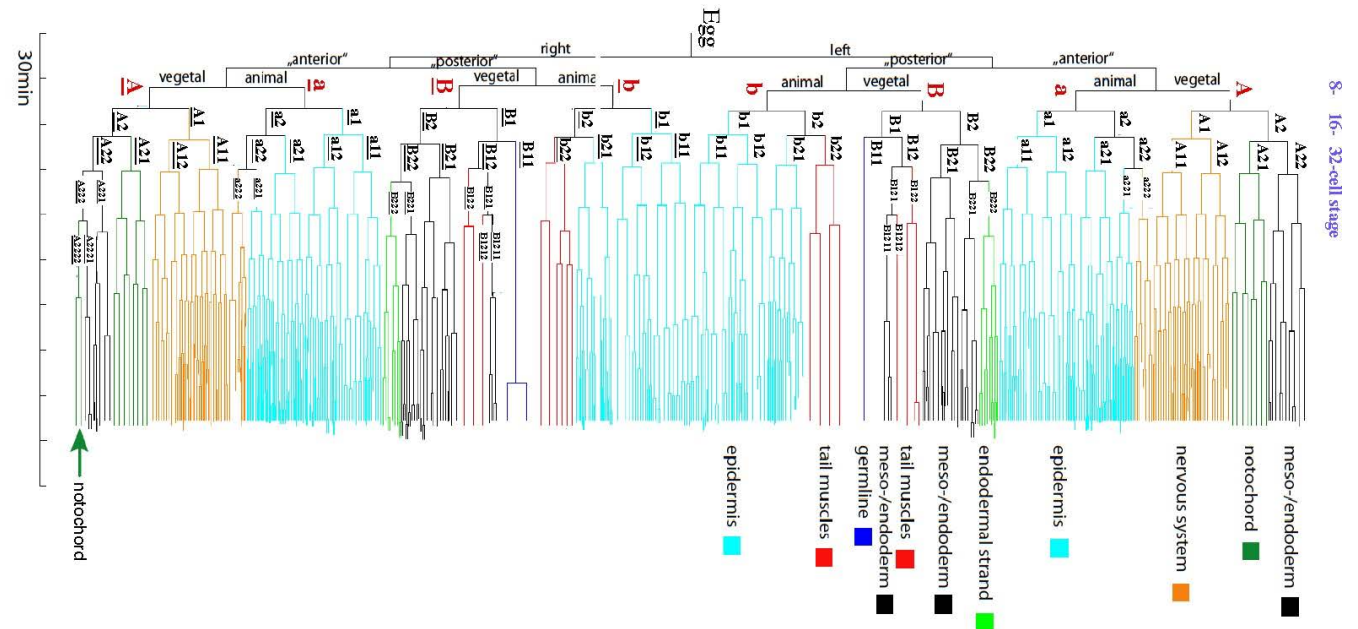 Egg
30min
right
left
„anterior“
„posterior“
„posterior“
„anterior“
vegetal
animal
vegetal
anima
animal
vegetal
animal
vegetal
A
a
B
b
b
B
a
A
8- 16- 32-cell stage
A2
A1
a2
a1
B2
B1
b2
b1
b1
b2
B1
B2
a1
a2
A1
A2
A22
A21
A12
A11
a22
a21
a12
a11
B22
B21
B12
B11
b22
b21
b12
b11
b11
b12
b21
b22
B11
B12
B21
B22
a11
a12
a21
a22
A11
A12
A21
A22
A222
A221
a222
a221
B222
B221
B122
B121
B121
B122
B221
B222
a221
a222
A2222
A2221
B1212
B1211
B1211
B1212
notochord
epidermis
tail muscles
germline
meso-/endoderm
tail muscles
meso-/endoderm
endodermal strand
epidermis
nervous system
notochord
meso-/endoderm